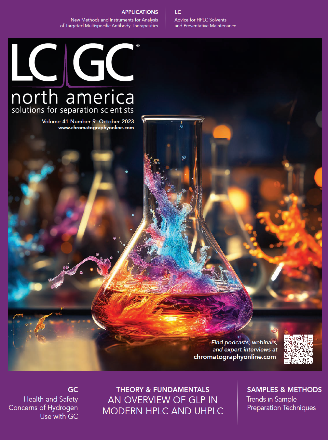 APPLICATIONS
New Methods and Instruments for Analysis
of Targeted Multispecific Antibody Therapeutics
LC
Advice for HPLC Solvents
and Preventative Maintenance
LC GC®
north america
solutions for separation scientists
Volume 41 Number 9 October 2023
www.chromatographyonline.com
Find podcasts, webinars,
and expert interviews at
chromatographyonline.com
GC
Health and Safety
Concerns of Hydrogen
Use with GC
THEORY & FUNDAMENTALS
AN OVERVIEW OF GLP IN
MODERN HPLC AND UHPLC
SAMPLES & METHODS
Trends in Sample
Preparation Techniques